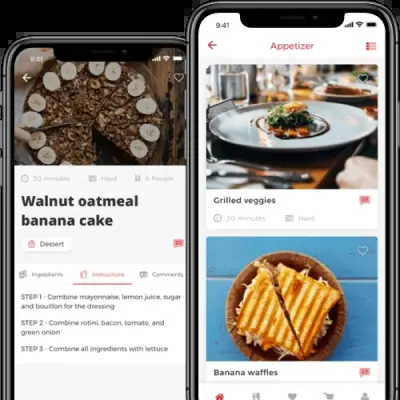 9:41
30 minutes
Hard
6 People
Walnut oatmeal
banana cake
Dessert
Ingredients
Instructions
Comments
STEP 1 - Combine mayonnaise, lemon juice, sugar
and bouillon for the dressing
STEP 2 - Combine rotini, bacon, tomato, and
green onion
STEP 3 - Combine all ingredients with lettuce
9:41
Appetizer
Grilled veggies
30 minutes
Hard
Banana waffles